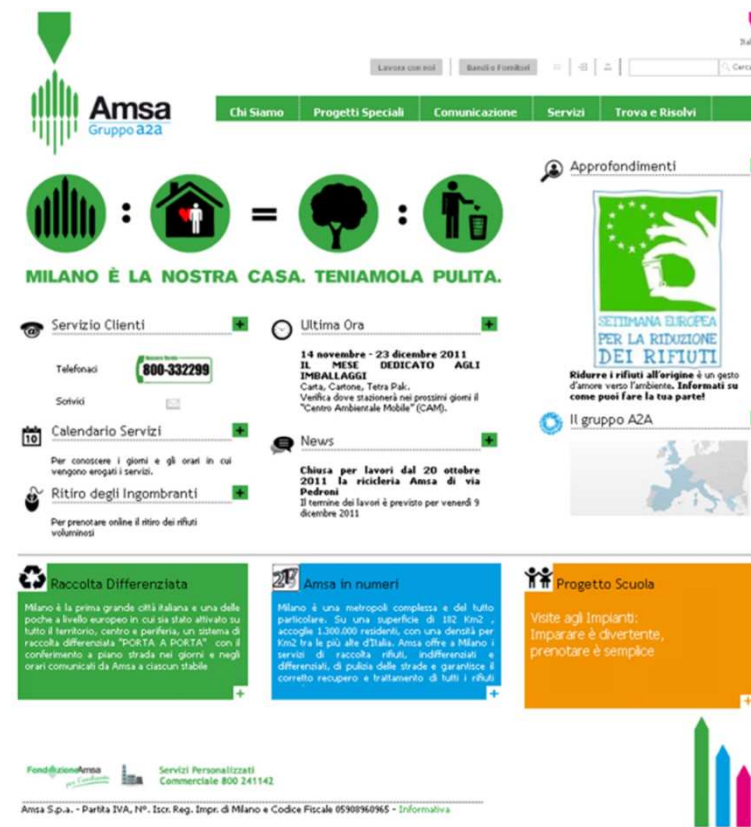 Lavora con noi
Bandi e Fornitori
Cerca
Amsa
Gruppo a2a
Chi Siamo
Progetti Speciali
Comunicazione
Servizi
Trova e Risolvi
MILANO È LA NOSTRA CASA. TENIAMOLA PULITA.
Servizio Clienti
Telefonaci
Numero Verde
800-332299
Scrivici
Calendario Servizi
10
Per conoscere i giorni e gli orari in cui
vengono erogati i servizi.
Ritiro degli Ingombranti
Per prenotare online il ritiro dei rifiuti
voluminosi
Ultima Ora
14 novembre - 23 dicembre 2011
IL MESE DEDICATO AGLI
IMBALLAGGI
Carta, Cartone, Tetra Pak.
Verifica dove stazionerà nei prossimi giorni il
"Centro Ambientale Mobile" (CAM).
News
Chiusa per lavori dal 20 ottobre
2011 la ricicleria Amsa di via
Pedroni
Il termine dei lavori è previsto per venerdì 9
dicembre 2011
Approfondimenti
SETTIMANA EUROPEA
PER LA RIDUZIONE
DEI RIFIUTI
Ridurre i rifiuti all'origine è un gesto
d'amore verso l'ambiente. Informati su
come puoi fare la tua parte!
Il gruppo A2A
Raccolta Differenziata
Milano è la prima grande città italiana e una delle
poche a livello europeo in cui sia stato attivato su
tutto il territorio, centro e periferia, un sistema di
raccolta differenziata "PORTA A PORTA" con il
conferimento a piano strada nei giorni e negli
orari comunicati da Amsa a ciascun stabile
Amsa in numeri
Milano è una metropoli complessa e del tutto
particolare. Su una superficie di 182 Km2 ,
accoglie 1.300.000 residenti, con una densità per
Km2 tra le più alte d'Italia. Amsa offre a Milano i
servizi di raccolta rifiuti, indifferenziati e
differenziati, di pulizia delle strade e garantisce il
corretto recupero e trattamento di tutti i rifiuti
Progetto Scuola
Visite agli Impianti:
Imparare è divertente,
prenotare è semplice
FondazioneAmsa
per l'ambiente
Servizi Personalizzati
Commerciale 800 241142
Amsa S.p.a. - Partita IVA, N°. Iscr. Reg. Impr. di Milano e Codice Fiscale 05908960965 - Informativa